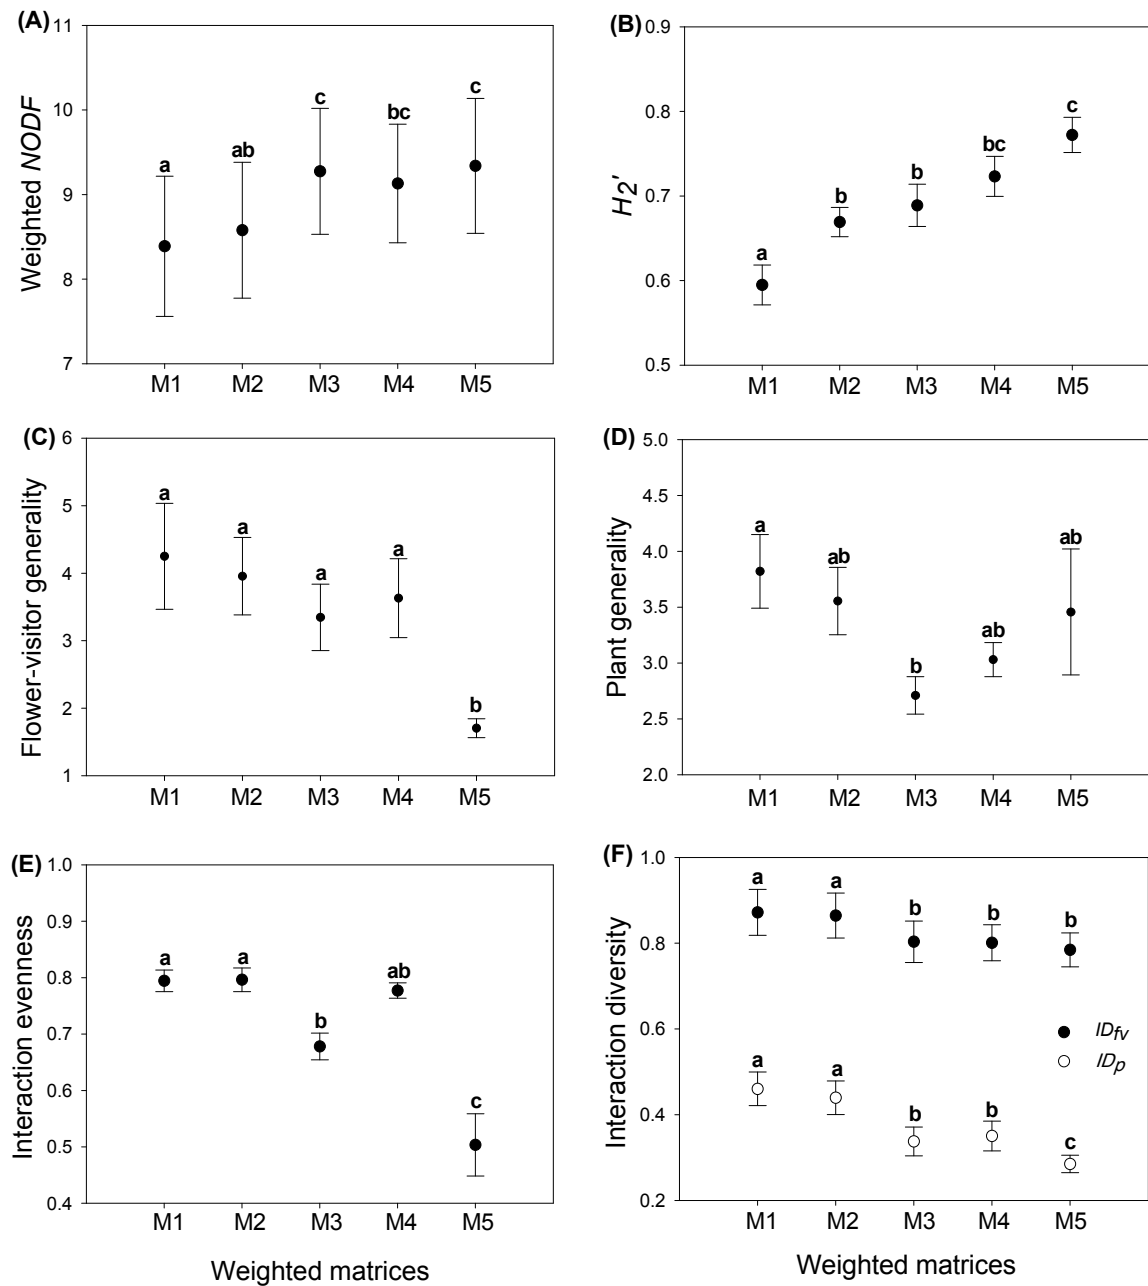 (A)
Weighted NODF
11
10
9
8
7
a
ab
c
bc
c
M1 M2 M3 M4 M5
(B)
H2'
0.9
0.8
0.7
0.6
0.5
a
b
b
bc
c
M1 M2 M3 M4 M5
(C)
Flower-visitor generality
6
5
4
3
2
1
a
a
a
a
b
M1 M2 M3 M4 M5
(D)
Plant generality
5.0
4.5
4.0
3.5
3.0
2.5
2.0
a
ab
b
ab
ab
M1 M2 M3 M4 M5
(E)
Interaction evenness
1.0
0.9
0.8
0.7
0.6
0.5
0.4
a
a
b
ab
c
M1 M2 M3 M4 M5
Weighted matrices
(F)
Interaction diversity
1.0
0.8
0.6
0.4
0.2
a
a
b
b
b
IDfv
IDp
a
a
b
b
c
M1 M2 M3 M4 M5
Weighted matrices